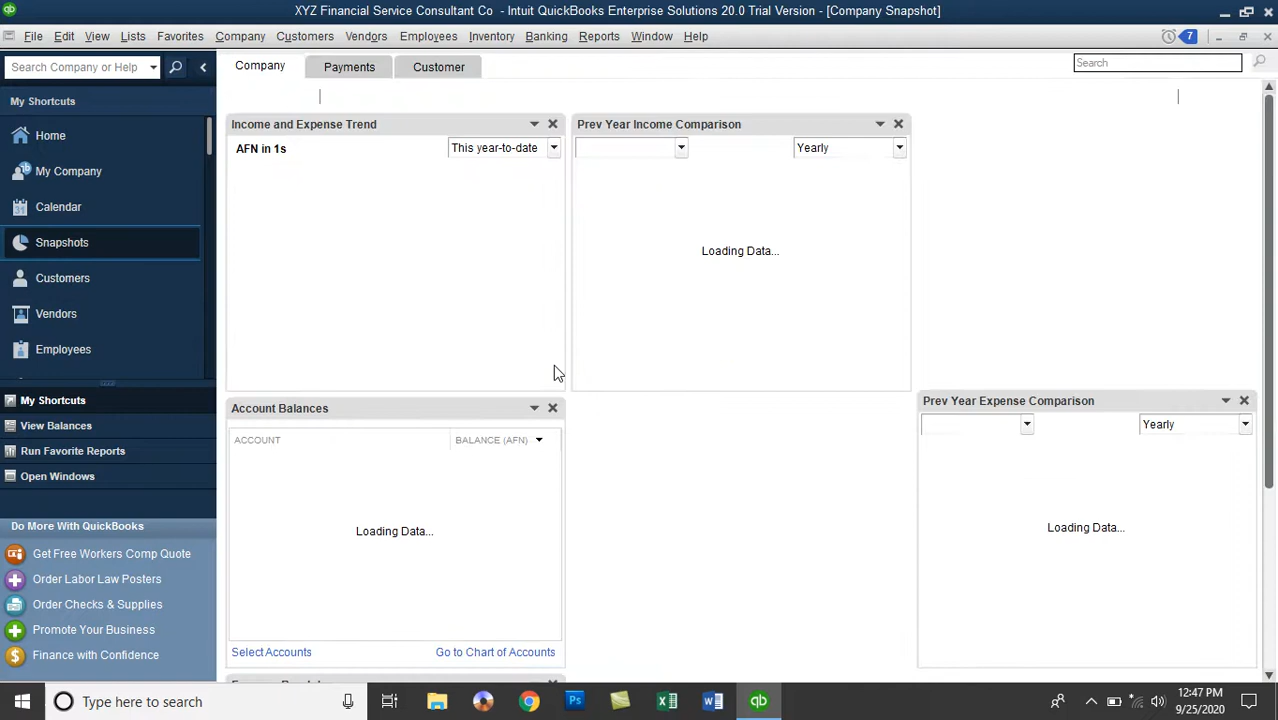 XYZ Financial Service Consultant Co - Intuit QuickBooks Enterprise Solutions 20.0 Trial Version - [Company Snapshot]
File Edit View Lists Favorites Company Customers Vendors Employees Inventory Banking Reports Window Help
7
Search Company or Help
Company
Payments
Customer
Search
My Shortcuts
Home
My Company
Calendar
Snapshots
Customers
Vendors
Employees
My Shortcuts
View Balances
Run Favorite Reports
Open Windows
Do More With QuickBooks
Get Free Workers Comp Quote
Order Labor Law Posters
Order Checks & Supplies
Promote Your Business
Finance with Confidence
Income and Expense Trend
AFN in 1s
This year-to-date
Prev Year Income Comparison
Yearly
Loading Data...
Account Balances
ACCOUNT
BALANCE (AFN)
Loading Data...
Select Accounts
Go to Chart of Accounts
Prev Year Expense Comparison
Yearly
Loading Data...
Type here to search
12:47 PM
9/25/2020